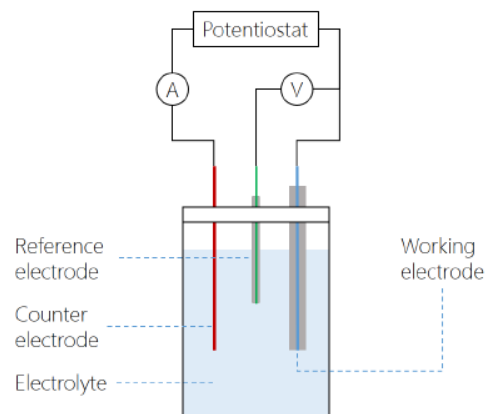 Potentiostat
A
V
Reference
electrode
Working
electrode
Counter
electrode
Electrolyte